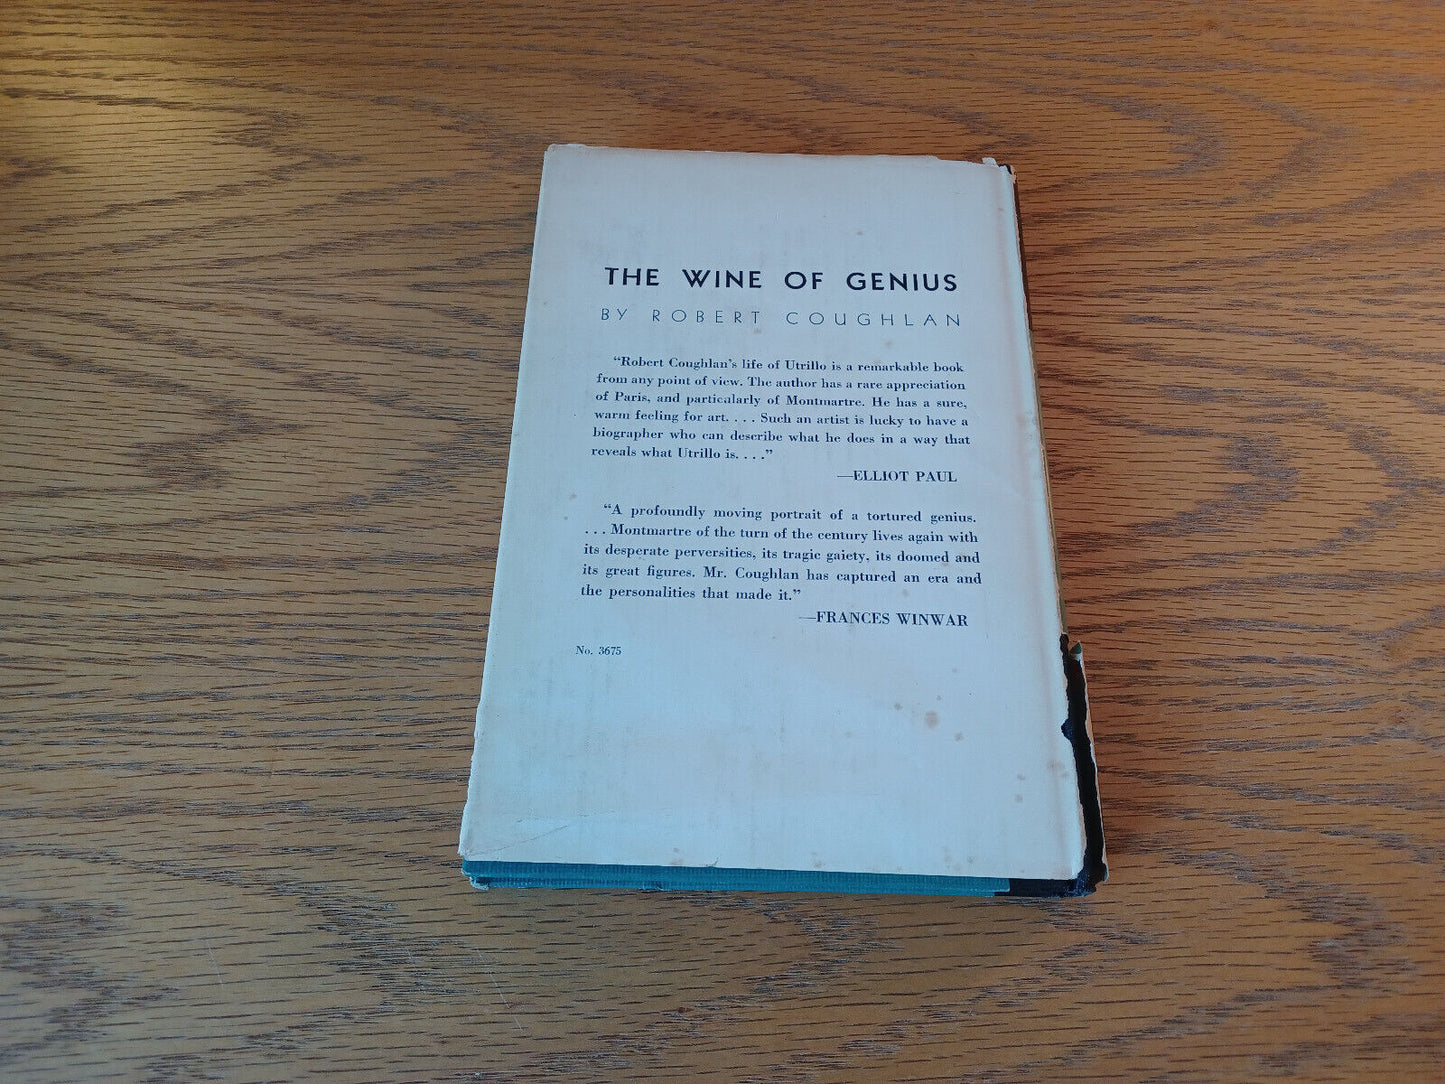 THE WINE OF GENIUS
BY ROBERT COUGHLAN
“Robert Coughlan’s life of Utrillo is a remarkable book
from any point of view. The author has a rare appreciation
of Paris, and particularly of Montmartre. He has a sure,
warm feeling for art. . . . Such an artist is lucky to have a
biographer who can describe what he does in a way that
reveals what Utrillo is. . . .”
—ELLIOT PAUL
“A profoundly moving portrait of a tortured genius.
. . . Montmartre of the turn of the century lives again with
its desperate perversities, its tragic gaiety, its doomed and
its great figures. Mr. Coughlan has captured an era and
the personalities that made it.”
—FRANCES WINWAR
No. 3675